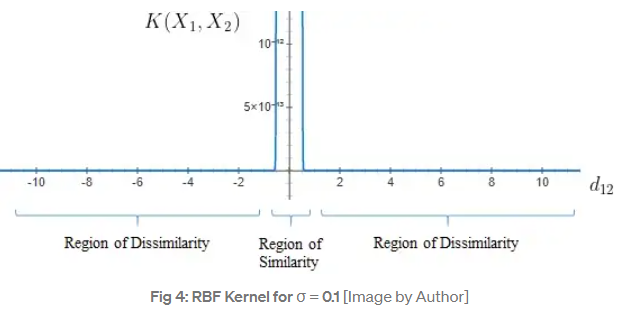 K(X₁, X₂)
10⁻¹²
5×10⁻¹³
-10 -8 -6 -4 -2 2 4 6 8 10
d₁₂
Region of Dissimilarity Region of Similarity Region of Dissimilarity
Fig 4: RBF Kernel for σ = 0.1 [Image by Author]